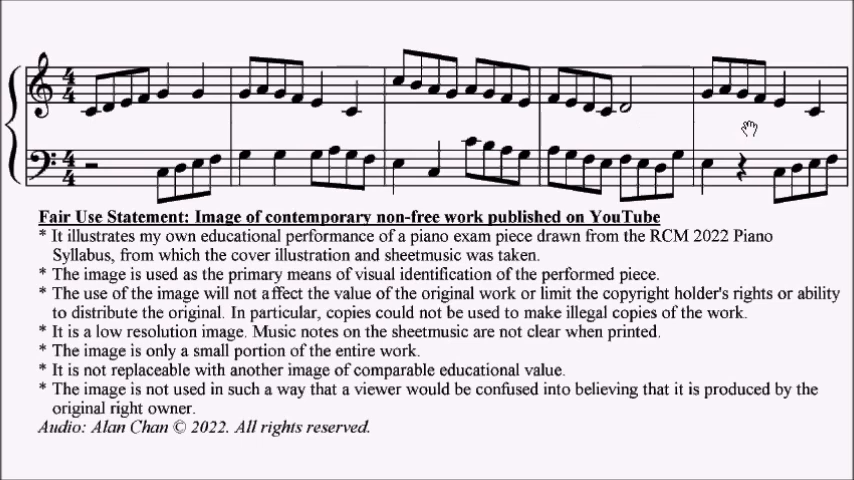 4
4
4
4
Fair Use Statement: Image of contemporary non-free work published on YouTube
* It illustrates my own educational performance of a piano exam piece drawn from the RCM 2022 Piano
Syllabus, from which the cover illustration and sheetmusic was taken.
* The image is used as the primary means of visual identification of the performed piece.
* The use of the image will not affect the value of the original work or limit the copyright holder's rights or ability
to distribute the original. In particular, copies could not be used to make illegal copies of the work.
* It is a low resolution image. Music notes on the sheetmusic are not clear when printed.
* The image is only a small portion of the entire work.
* It is not replaceable with another image of comparable educational value.
* The image is not used in such a way that a viewer would be confused into believing that it is produced by the
original right owner.
Audio: Alan Chan © 2022. All rights reserved.